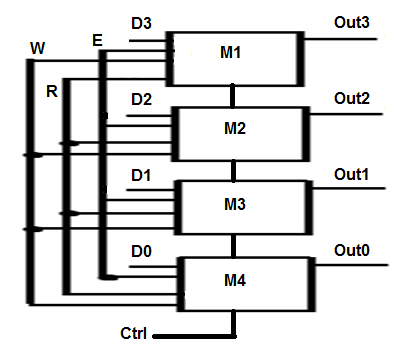 D3 Out3
W E M1
R
D2 Out2
M2
D1 Out1
M3
D0 Out0
M4
Ctrl